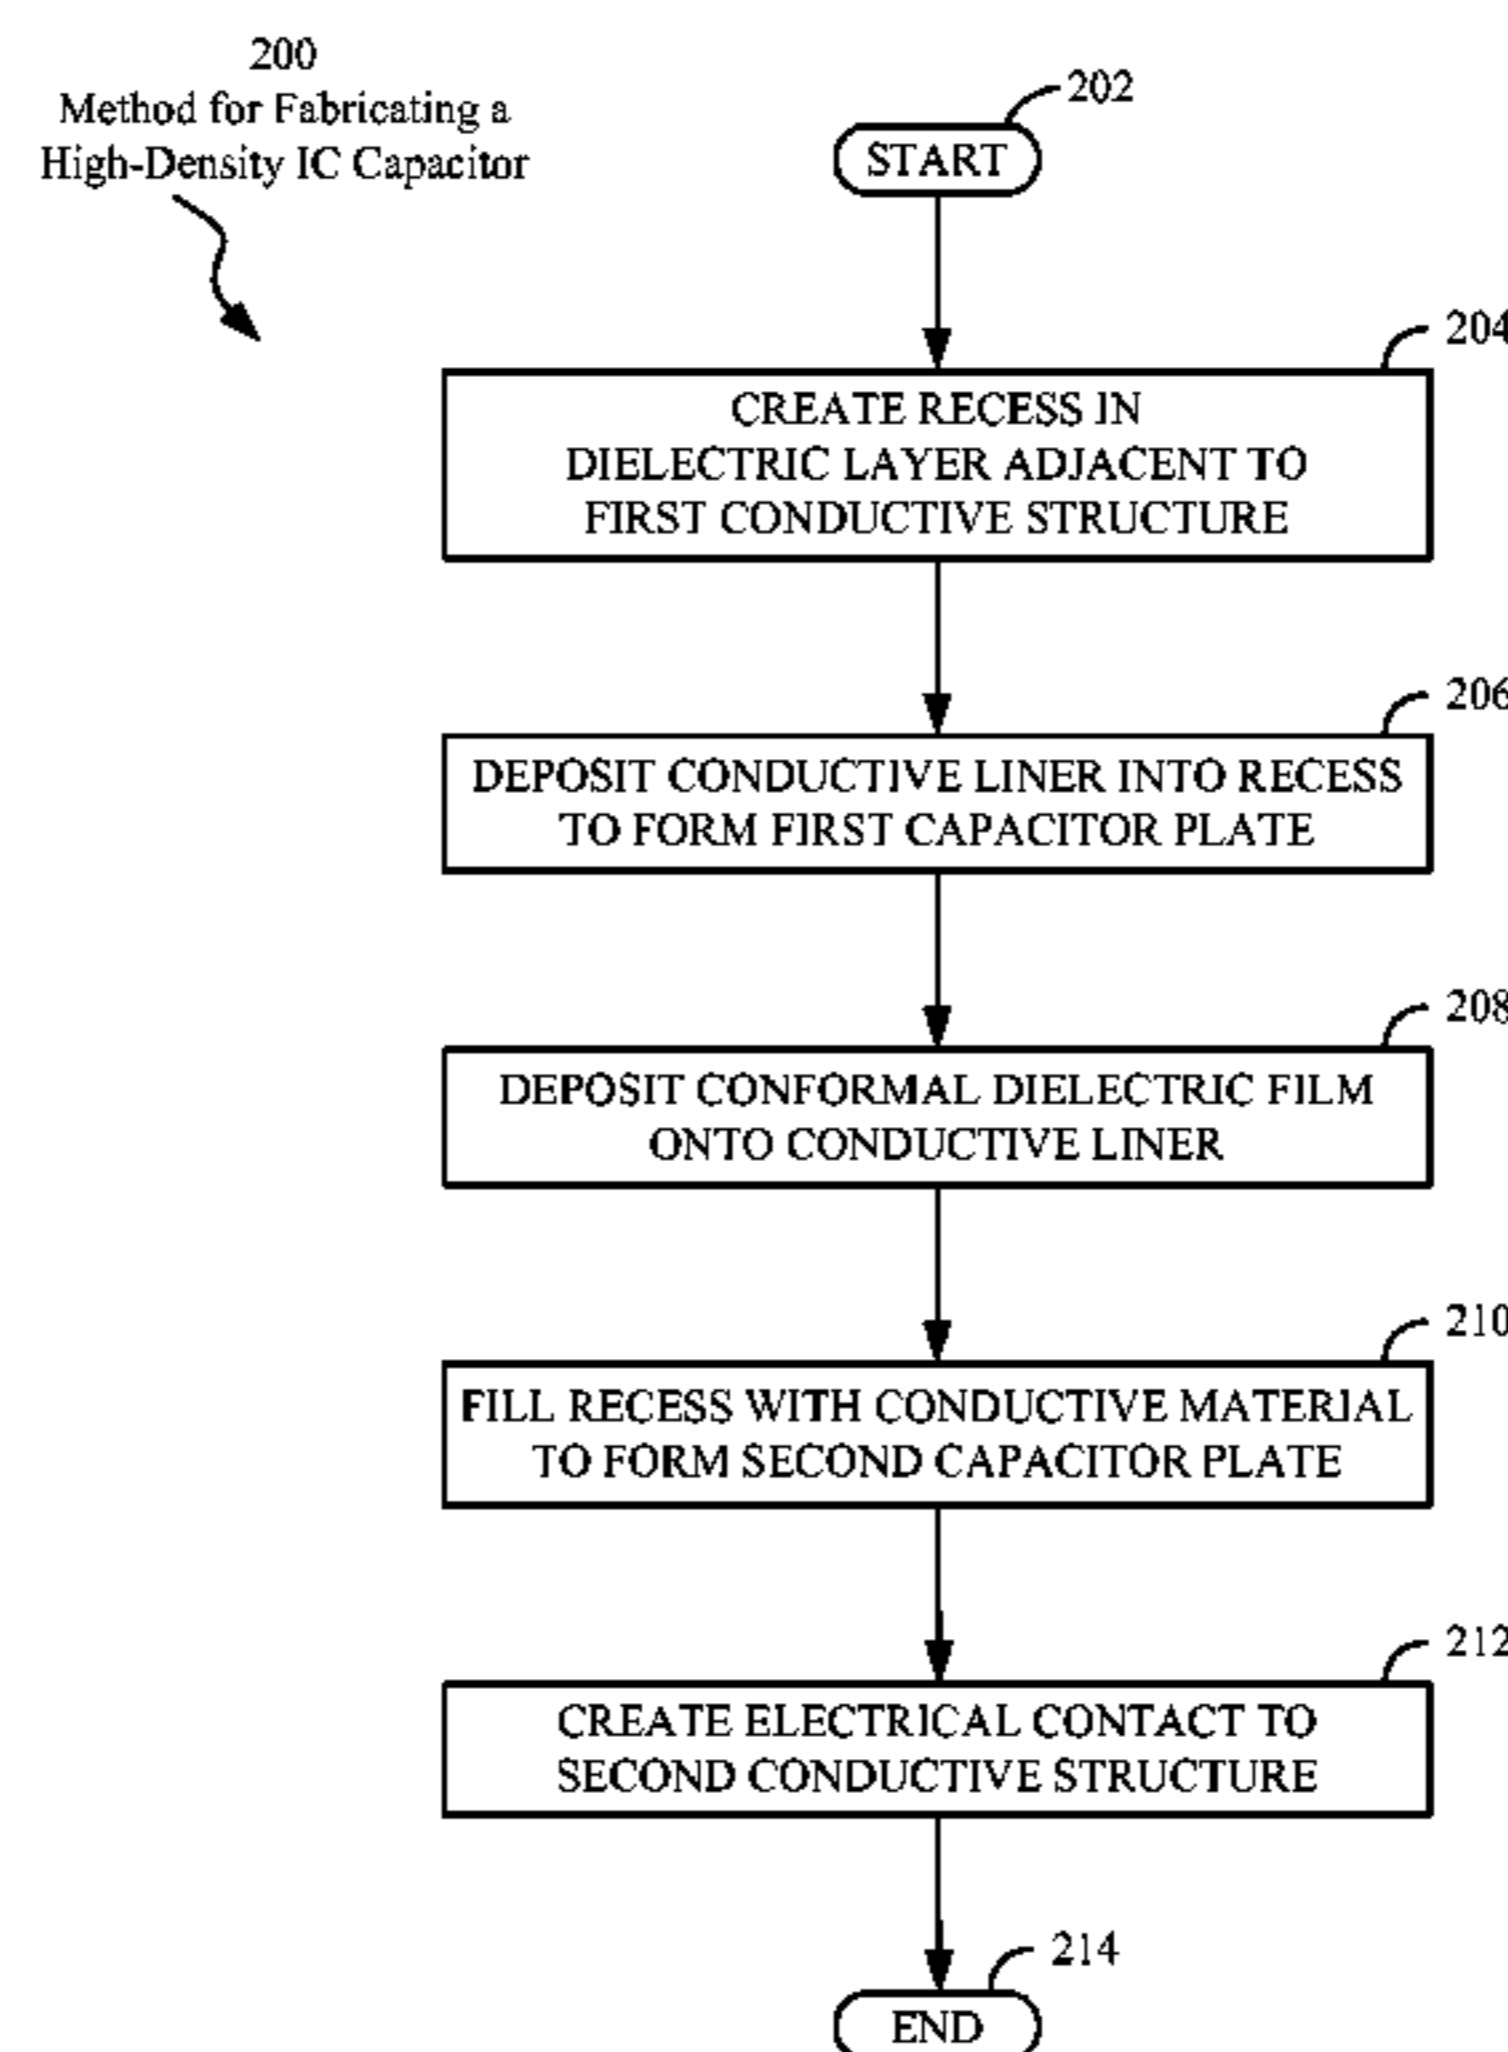 200
Method for Fabricating a
High-Density IC Capacitor
202
START
204
CREATE RECESS IN
DIELECTRIC LAYER ADJACENT TO
FIRST CONDUCTIVE STRUCTURE
206
DEPOSIT CONDUCTIVE LINER INTO RECESS
TO FORM FIRST CAPACITOR PLATE
208
DEPOSIT CONFORMAL DIELECTRIC FILM
ONTO CONDUCTIVE LINER
210
FILL RECESS WITH CONDUCTIVE MATERIAL
TO FORM SECOND CAPACITOR PLATE
212
CREATE ELECTRICAL CONTACT TO
SECOND CONDUCTIVE STRUCTURE
214
END